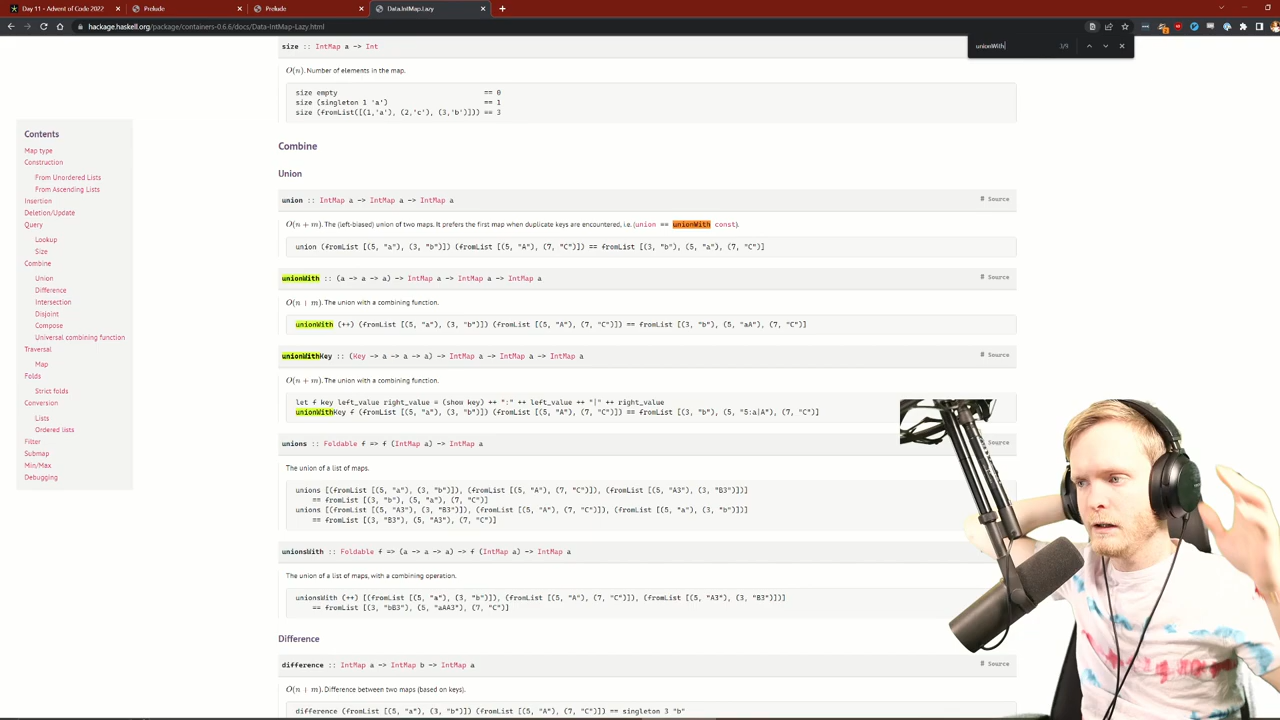 Day 11 - Advent of Code 2022
Prelude
Prelude
Data.IntMap.Lazy
hackage.haskell.org/package/containers-0.6.6/docs/Data-IntMap-Lazy.html
unionWith
3/9
Contents
Map type
Construction
From Unordered Lists
From Ascending Lists
Insertion
Deletion/Update
Query
Lookup
Size
Combine
Union
Difference
Intersection
Disjoint
Compose
Universal combining function
Traversal
Map
Folds
Strict folds
Conversion
Lists
Ordered lists
Filter
Submap
Min/Max
Debugging
size :: IntMap a -> Int
O(n). Number of elements in the map.
size empty == 0
size (singleton 1 'a') == 1
size (fromList([(1,'a'), (2,'c'), (3,'b')])) == 3
Combine
Union
union :: IntMap a -> IntMap a -> IntMap a
# Source
O(n + m). The (left-biased) union of two maps. It prefers the first map when duplicate keys are encountered, i.e. (union == unionWith const).
union (fromList [(5, "a"), (3, "b")]) (fromList [(5, "A"), (7, "C")]) == fromList [(3, "b"), (5, "a"), (7, "C")]
unionWith :: (a -> a -> a) -> IntMap a -> IntMap a -> IntMap a
# Source
O(n + m). The union with a combining function.
unionWith (++) (fromList [(5, "a"), (3, "b")]) (fromList [(5, "A"), (7, "C")]) == fromList [(3, "b"), (5, "aA"), (7, "C")]
unionWithKey :: (Key -> a -> a -> a) -> IntMap a -> IntMap a -> IntMap a
# Source
O(n + m). The union with a combining function.
let f key left_value right_value = (show key) ++ ":" ++ left_value ++ "|" ++ right_value
unionWithKey f (fromList [(5, "a"), (3, "b")]) (fromList [(5, "A"), (7, "C")]) == fromList [(3, "b"), (5, "5:a|A"), (7, "C")]
unions :: Foldable f => f (IntMap a) -> IntMap a
Source
The union of a list of maps.
unions [(fromList [(5, "a"), (3, "b")]), (fromList [(5, "A"), (7, "C")]), (fromList [(5, "A3"), (3, "B3")])]
== fromList [(3, "b"), (5, "a"), (7, "C")]
unions [(fromList [(5, "A3"), (3, "B3")]), (fromList [(5, "A"), (7, "C")]), (fromList [(5, "a"), (3, "b")])]
== fromList [(3, "B3"), (5, "A3"), (7, "C")]
unionsWith :: Foldable f => (a -> a -> a) -> f (IntMap a) -> IntMap a
The union of a list of maps, with a combining operation.
unionsWith (++) [(fromList [(5, "a"), (3, "b")]), (fromList [(5, "A"), (7, "C")]), (fromList [(5, "A3"), (3, "B3")])]
== fromList [(3, "bB3"), (5, "aAA3"), (7, "C")]
Difference
difference :: IntMap a -> IntMap b -> IntMap a
# Source
O(n + m). Difference between two maps (based on keys).
difference (fromList [(5, "a"), (3, "b")]) (fromList [(5, "A"), (7, "C")]) == singleton 3 "b"